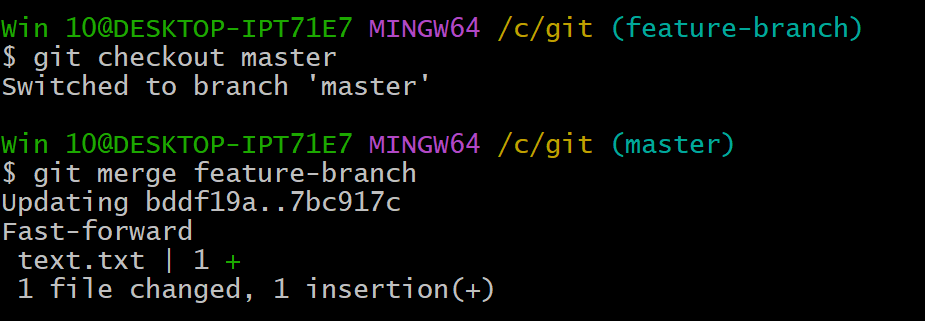 Win 10@DESKTOP-IPT71E7 MINGW64 /c/git (feature-branch)
$ git checkout master
Switched to branch 'master'
Win 10@DESKTOP-IPT71E7 MINGW64 /c/git (master)
$ git merge feature-branch
Updating bddf19a..7bc917c
Fast-forward
 text.txt | 1 +
 1 file changed, 1 insertion(+)